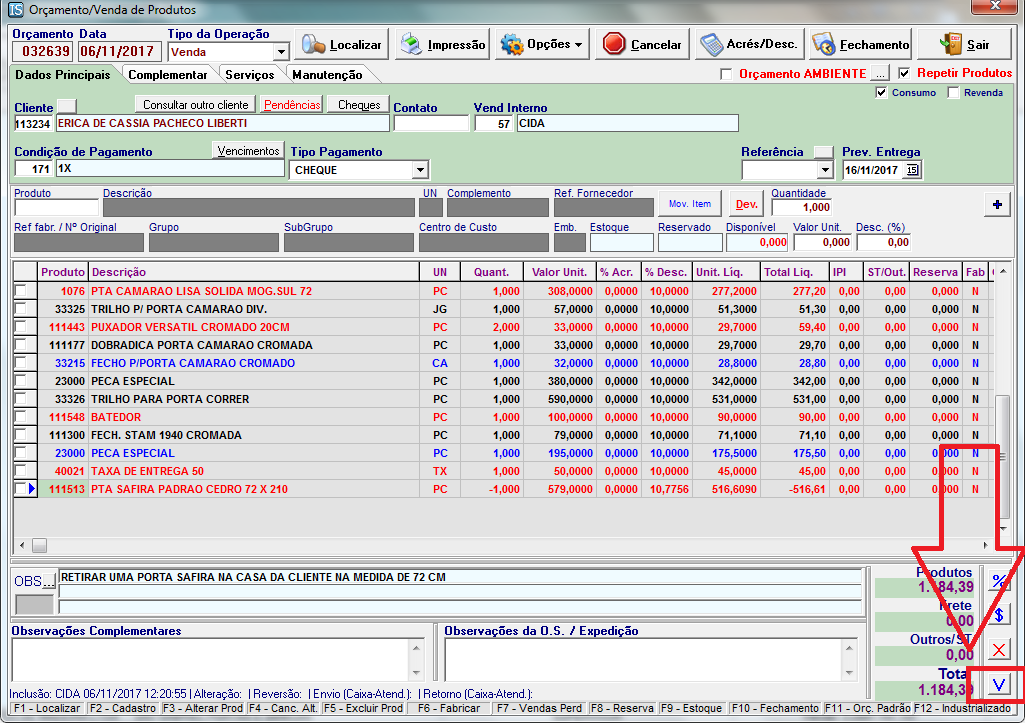 Orçamento/Venda de Produtos
Orçamento Data Tipo da Operação
032639 06/11/2017 Venda Localizar Impressão Opções Cancelar Acrés/Desc. Fechamento Sair
Dados Principais Complementar Serviços Manutenção
Orçamento AMBIENTE ... Repetir Produtos
Consumo Revenda
Cliente Consultar outro cliente Pendências Cheques Contato Vend Interno
113234 ERICA DE CASSIA PACHECO LIBERTI 57 CIDA
Condição de Pagamento Vencimentos Tipo Pagamento Referência Prev. Entrega
171 1X CHEQUE 16/11/2017 15
Produto Descrição UN Complemento Ref. Fornecedor Mov. Item Dev. Quantidade
1,000 +
Ref fabr. / Nº Original Grupo SubGrupo Centro de Custo Emb. Estoque Reservado Disponível Valor Unit. Desc. (%)
0,000 0,000 0,00
Produto Descrição UN Quant. Valor Unit. % Acr. % Desc. Unit. Líq. Total Liq. IPI ST/Out. Reserva Fab
1076 PTA CAMARAO LISA SOLIDA MOG.SUL 72 PC 1,000 308,0000 0,0000 10,0000 277,2000 277,20 0,00 0,00 0,000 N
33325 TRILHO P/ PORTA CAMARAO DIV. JG 1,000 57,0000 0,0000 10,0000 51,3000 51,30 0,00 0,00 0,000 N
111443 PUXADOR VERSATIL CROMADO 20CM PC 2,000 33,0000 0,0000 10,0000 29,7000 59,40 0,00 0,00 0,000 N
111177 DOBRADICA PORTA CAMARAO CROMADA PC 1,000 33,0000 0,0000 10,0000 29,7000 29,70 0,00 0,00 0,000 N
33215 FECHO P/PORTA CAMARAO CROMADO CA 1,000 32,0000 0,0000 10,0000 28,8000 28,80 0,00 0,00 0,000 N
23000 PECA ESPECIAL PC 1,000 380,0000 0,0000 10,0000 342,0000 342,00 0,00 0,00 0,000 N
33326 TRILHO PARA PORTA CORRER PC 1,000 590,0000 0,0000 10,0000 531,0000 531,00 0,00 0,00 0,000 N
111548 BATEDOR PC 1,000 100,0000 0,0000 10,0000 90,0000 90,00 0,00 0,00 0,000 N
111300 FECH. STAM 1940 CROMADA PC 1,000 79,0000 0,0000 10,0000 71,1000 71,10 0,00 0,00 0,000 N
23000 PECA ESPECIAL PC 1,000 195,0000 0,0000 10,0000 175,5000 175,50 0,00 0,00 0,000 N
40021 TAXA DE ENTREGA 50 TX 1,000 50,0000 0,0000 10,0000 45,0000 45,00 0,00 0,00 0,000 N
111513 PTA SAFIRA PADRAO CEDRO 72 X 210 PC -1,000 579,0000 0,0000 10,7756 516,6090 -516,61 0,00 0,00 0,000 N
OBS... RETIRAR UMA PORTA SAFIRA NA CASA DA CLIENTE NA MEDIDA DE 72 CM
Produtos
1.184,39 %
Frete
0,00 $
Observações Complementares Observações da O.S. / Expedição
Outros/ST
0,00 X
Total
1.184,39 V
Inclusão: CIDA 06/11/2017 12:20:55 | Alteração: | Reversão: | Envio (Caixa-Atend.): | Retorno (Caixa-Atend.):
F1 - Localizar F2 - Cadastro F3 - Alterar Prod F4 - Canc. Alt. F5 - Excluir Prod F6 - Fabricar F7 - Vendas Perd F8 - Reserva F9 - Estoque F10 - Fechamento F11 - Orç. Padrão F12 - Industrializado